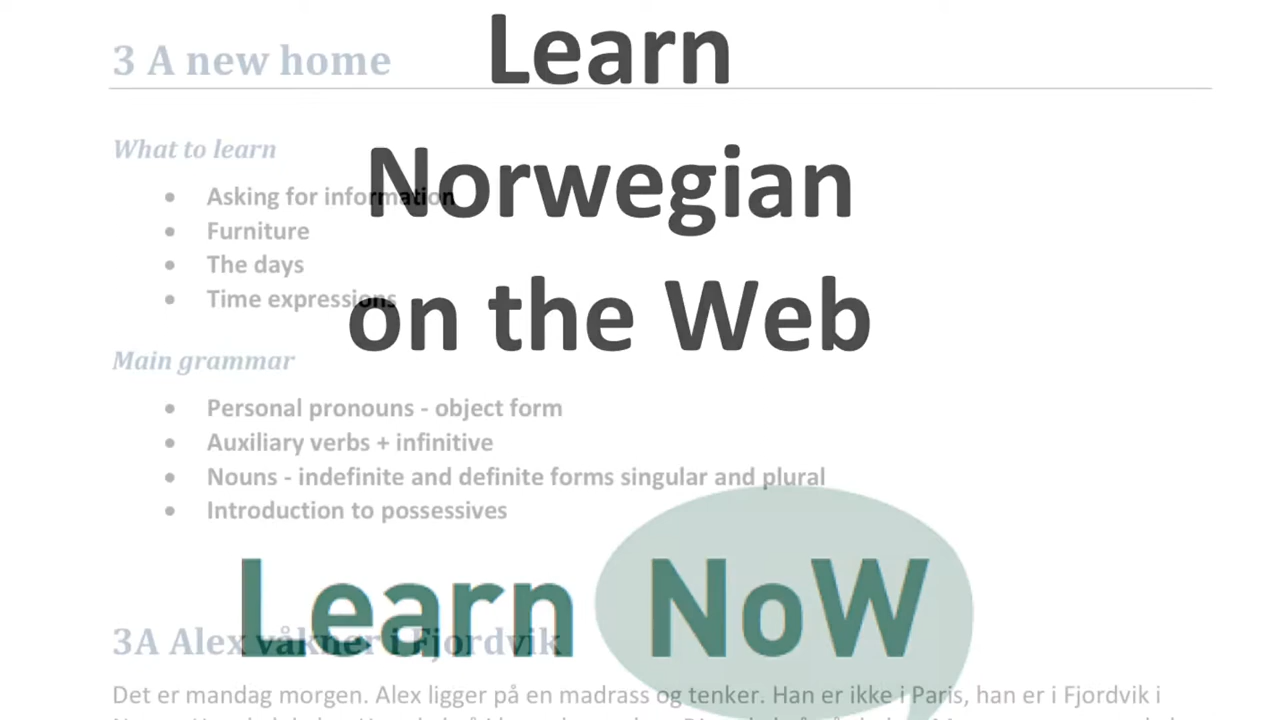 Learn
Norwegian
on the Web
Learn NoW
3 A new home
What to learn
• Asking for information
• Furniture
• The days
• Time expressions
Main grammar
• Personal pronouns - object form
• Auxiliary verbs + infinitive
• Nouns - indefinite and definite forms singular and plural
• Introduction to possessives
3A Alex våkner i Fjordvik
Det er mandag morgen. Alex ligger på en madrass og tenker. Han er ikke i Paris, han er i Fjordvik i